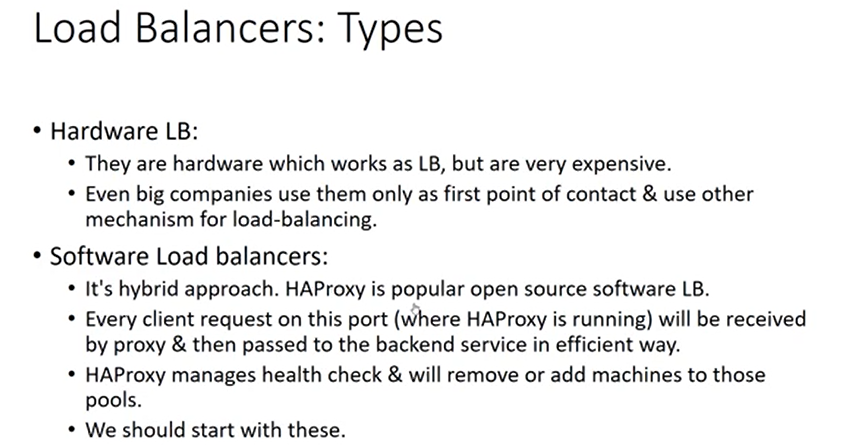 Load Balancers: Types
• Hardware LB:
• They are hardware which works as LB, but are very expensive.
• Even big companies use them only as first point of contact & use other
mechanism for load-balancing.
• Software Load balancers:
• It's hybrid approach. HAProxy is popular open source software LB.
• Every client request on this port (where HAProxy is running) will be received
by proxy & then passed to the backend service in efficient way.
• HAProxy manages health check & will remove or add machines to those
pools.
• We should start with these.